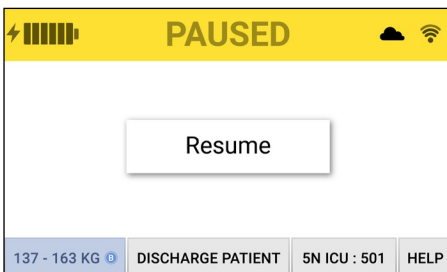 PAUSED
Resume
137 - 163 KG B DISCHARGE PATIENT 5N ICU : 501 HELP